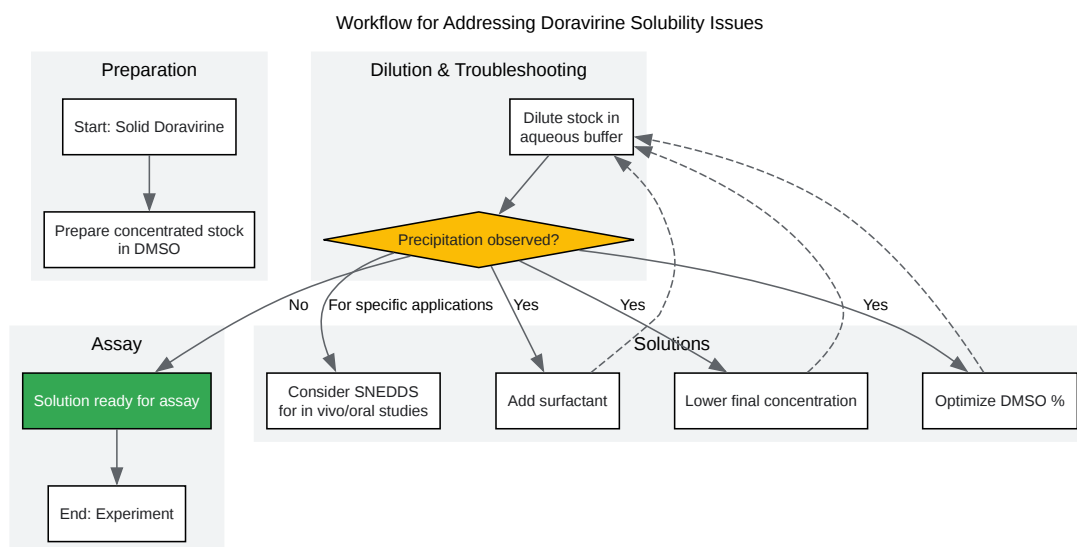 Workflow for Addressing Doravirine Solubility Issues
Preparation
Start: Solid Doravirine
Prepare concentrated stock
in DMSO
Dilution & Troubleshooting
Dilute stock in
aqueous buffer
Precipitation observed?
No
For specific applications
Yes
Yes
Yes
Assay
Solution ready for assay
End: Experiment
Solutions
Consider SNEDDS
for in vivo/oral studies
Add surfactant
Lower final concentration
Optimize DMSO %